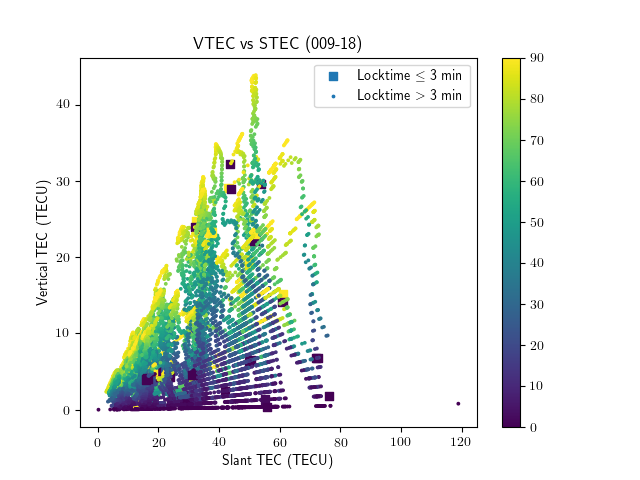 VTEC vs STEC (009-18)
Locktime ≤ 3 min
Locktime > 3 min
Vertical TEC (TECU)
40
30
20
10
0
0 20 40 60 80 100 120
Slant TEC (TECU)
90
80
70
60
50
40
30
20
10
0